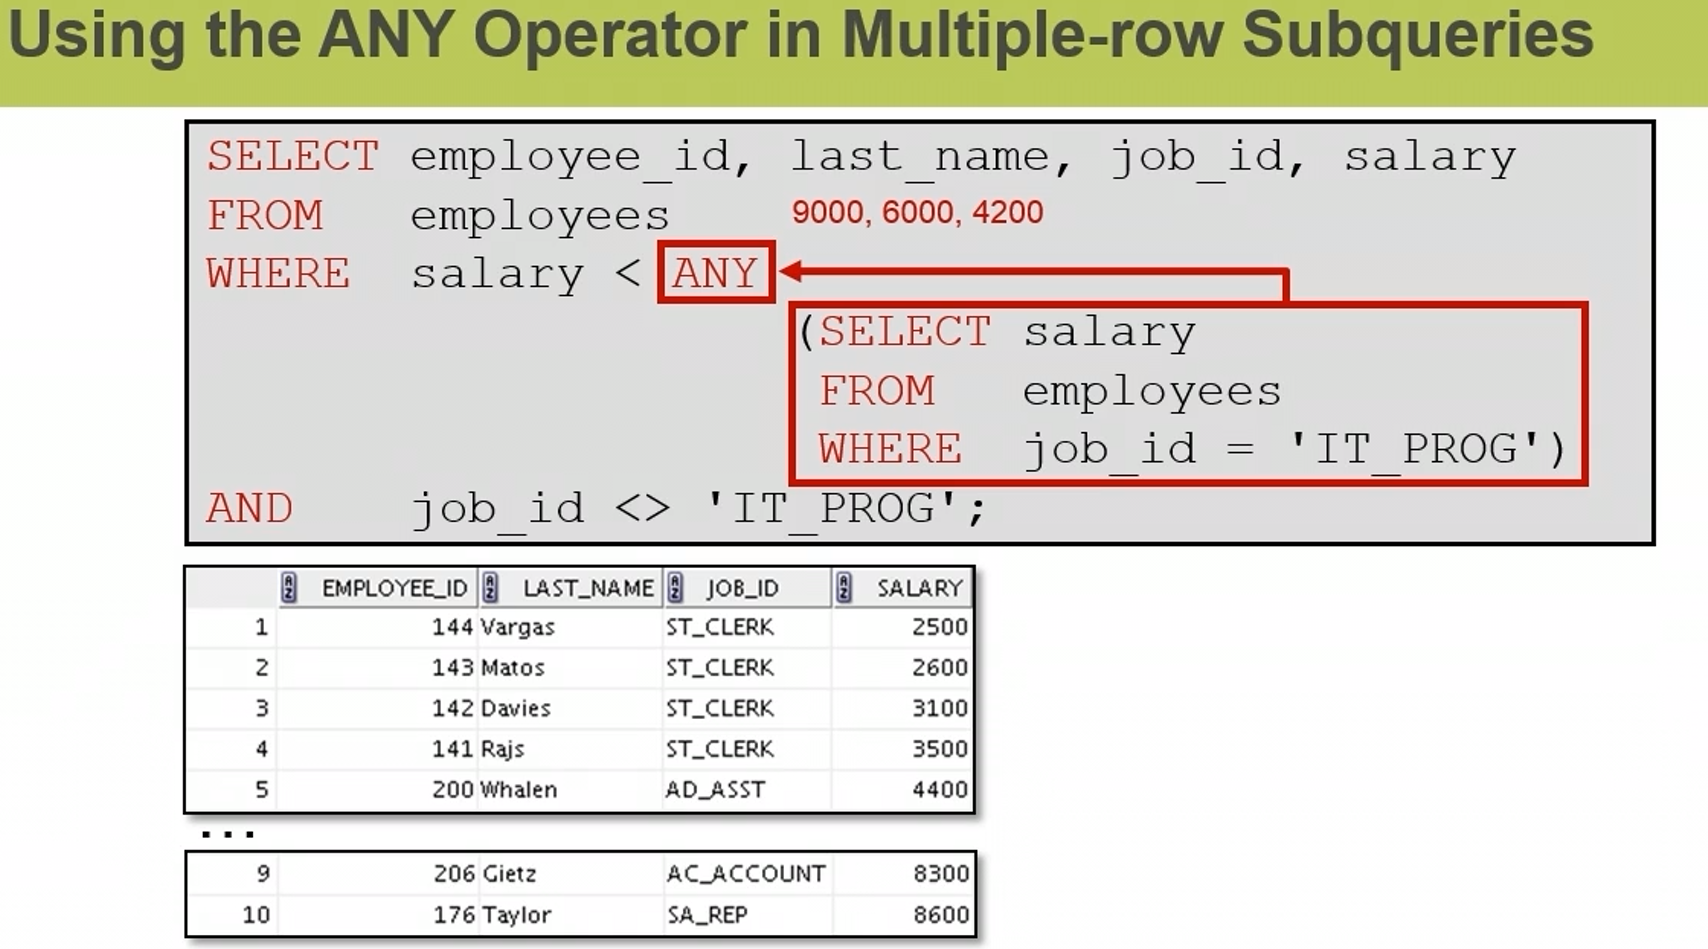 Using the ANY Operator in Multiple-row Subqueries
SELECT employee_id, last_name, job_id, salary
FROM employees 9000, 6000, 4200
WHERE salary < ANY
(SELECT salary
FROM employees
WHERE job_id = 'IT_PROG')
AND job_id <> 'IT_PROG';
EMPLOYEE_ID LAST_NAME JOB_ID SALARY
1 144 Vargas ST_CLERK 2500
2 143 Matos ST_CLERK 2600
3 142 Davies ST_CLERK 3100
4 141 Rajs ST_CLERK 3500
5 200 Whalen AD_ASST 4400
...
9 206 Gietz AC_ACCOUNT 8300
10 176 Taylor SA_REP 8600